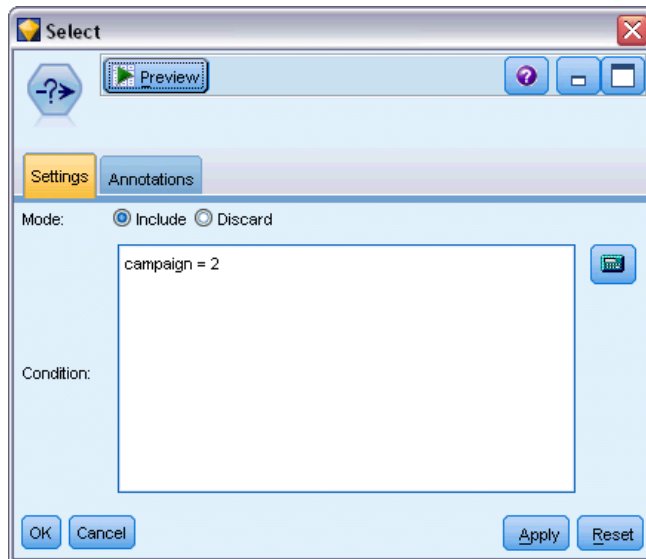 Select
Preview
Settings Annotations
Mode: Include Discard
campaign = 2
Condition:
OK Cancel Apply Reset